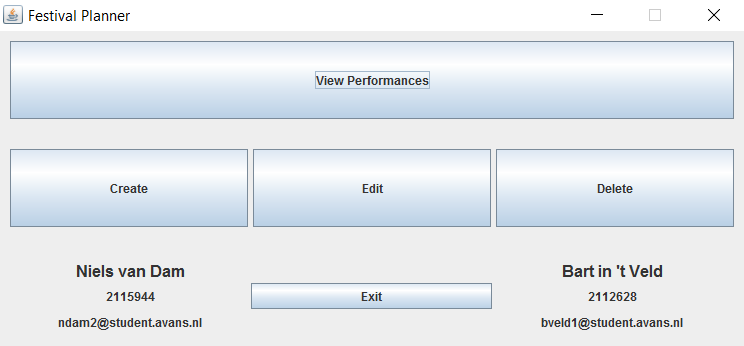 Festival Planner
View Performances
Create
Edit
Delete
Niels van Dam
2115944
ndam2@student.avans.nl
Exit
Bart in 't Veld
2112628
bveld1@student.avans.nl